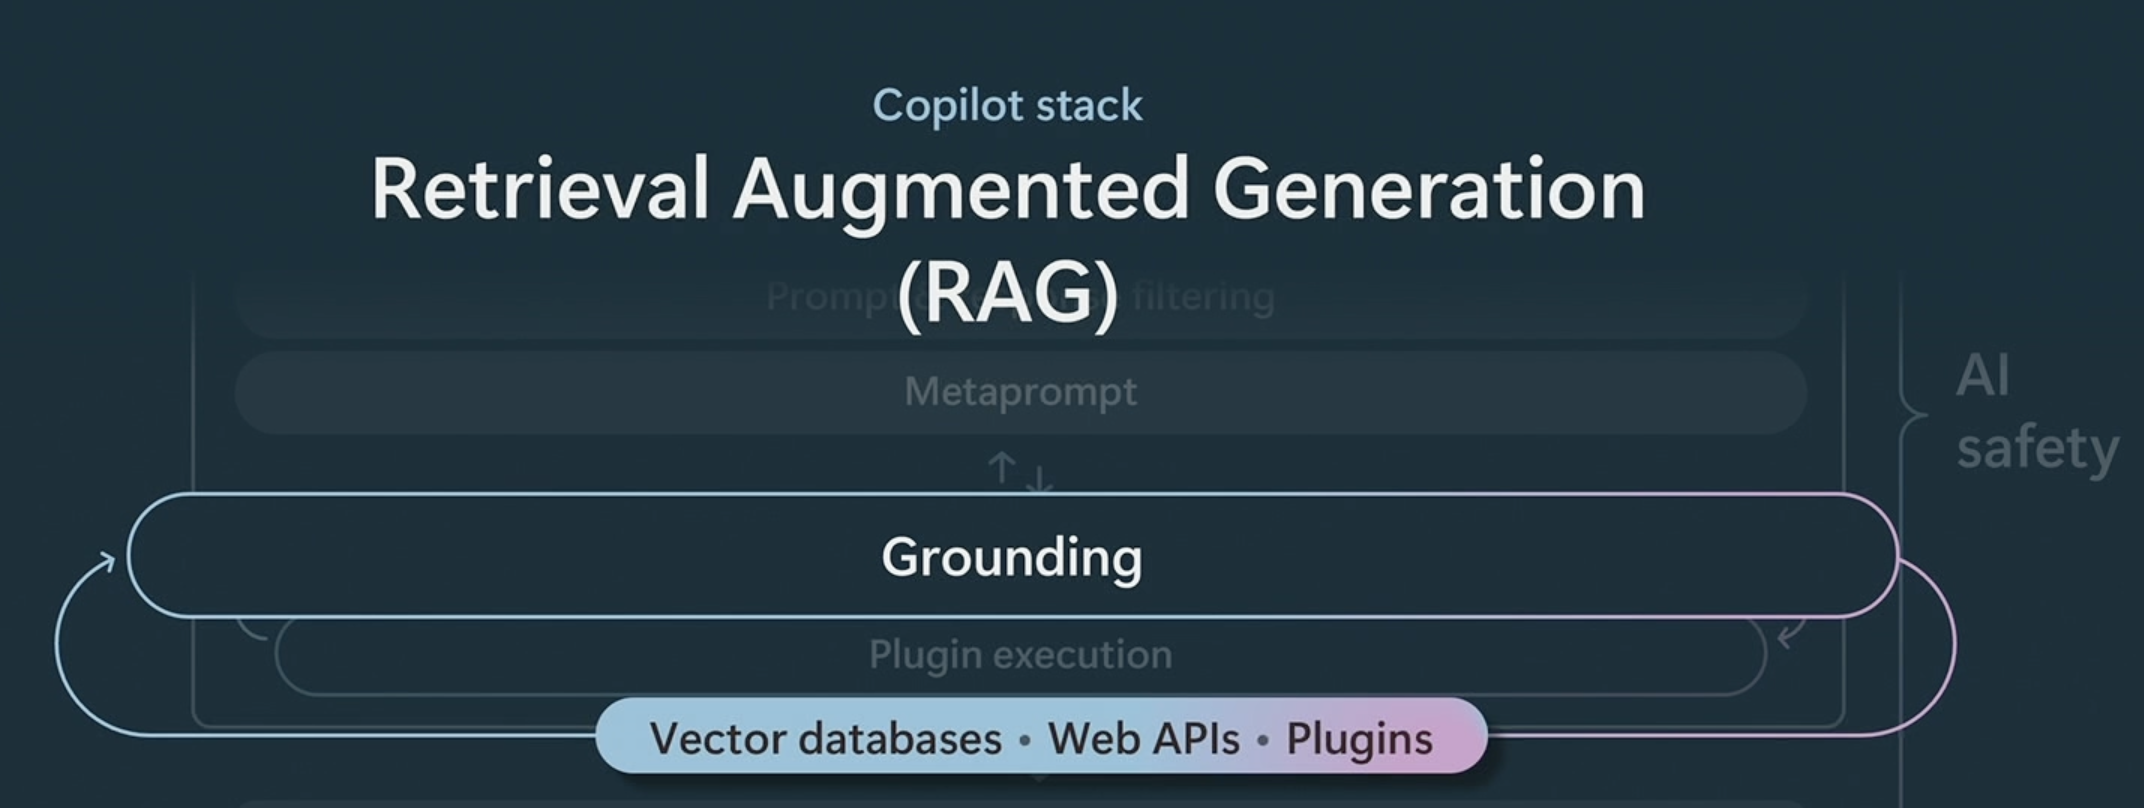 Copilot stack
Retrieval Augmented Generation
(RAG)
Prompt filtering
Metaprompt
AI
safety
Grounding
Plugin execution
Vector databases • Web APIs • Plugins